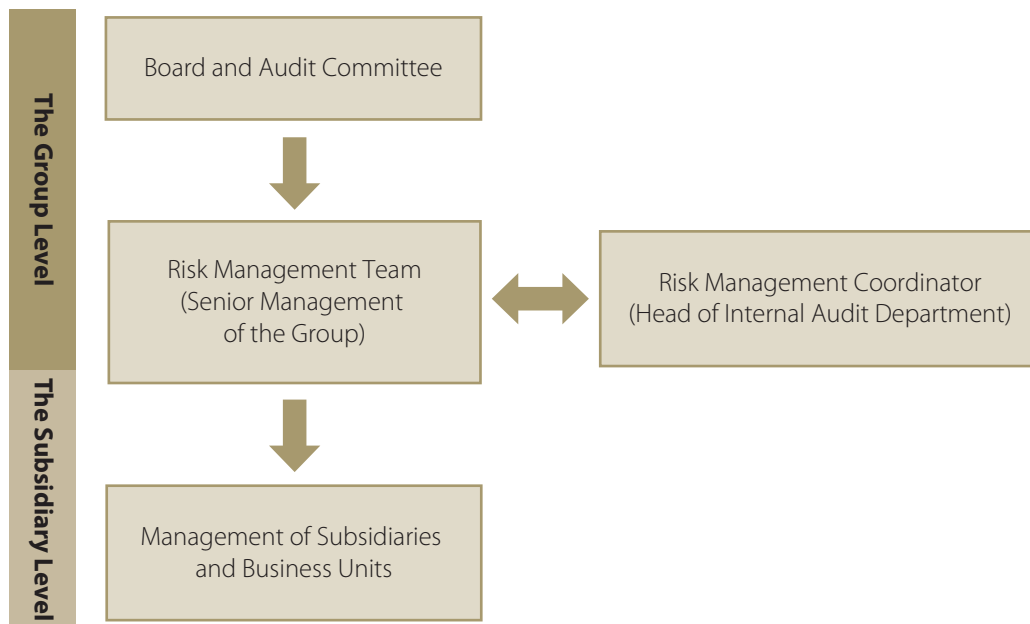 The Group Level
Board and Audit Committee
Risk Management Team
(Senior Management
of the Group)
Risk Management Coordinator
(Head of Internal Audit Department)
The Subsidiary Level
Management of Subsidiaries
and Business Units